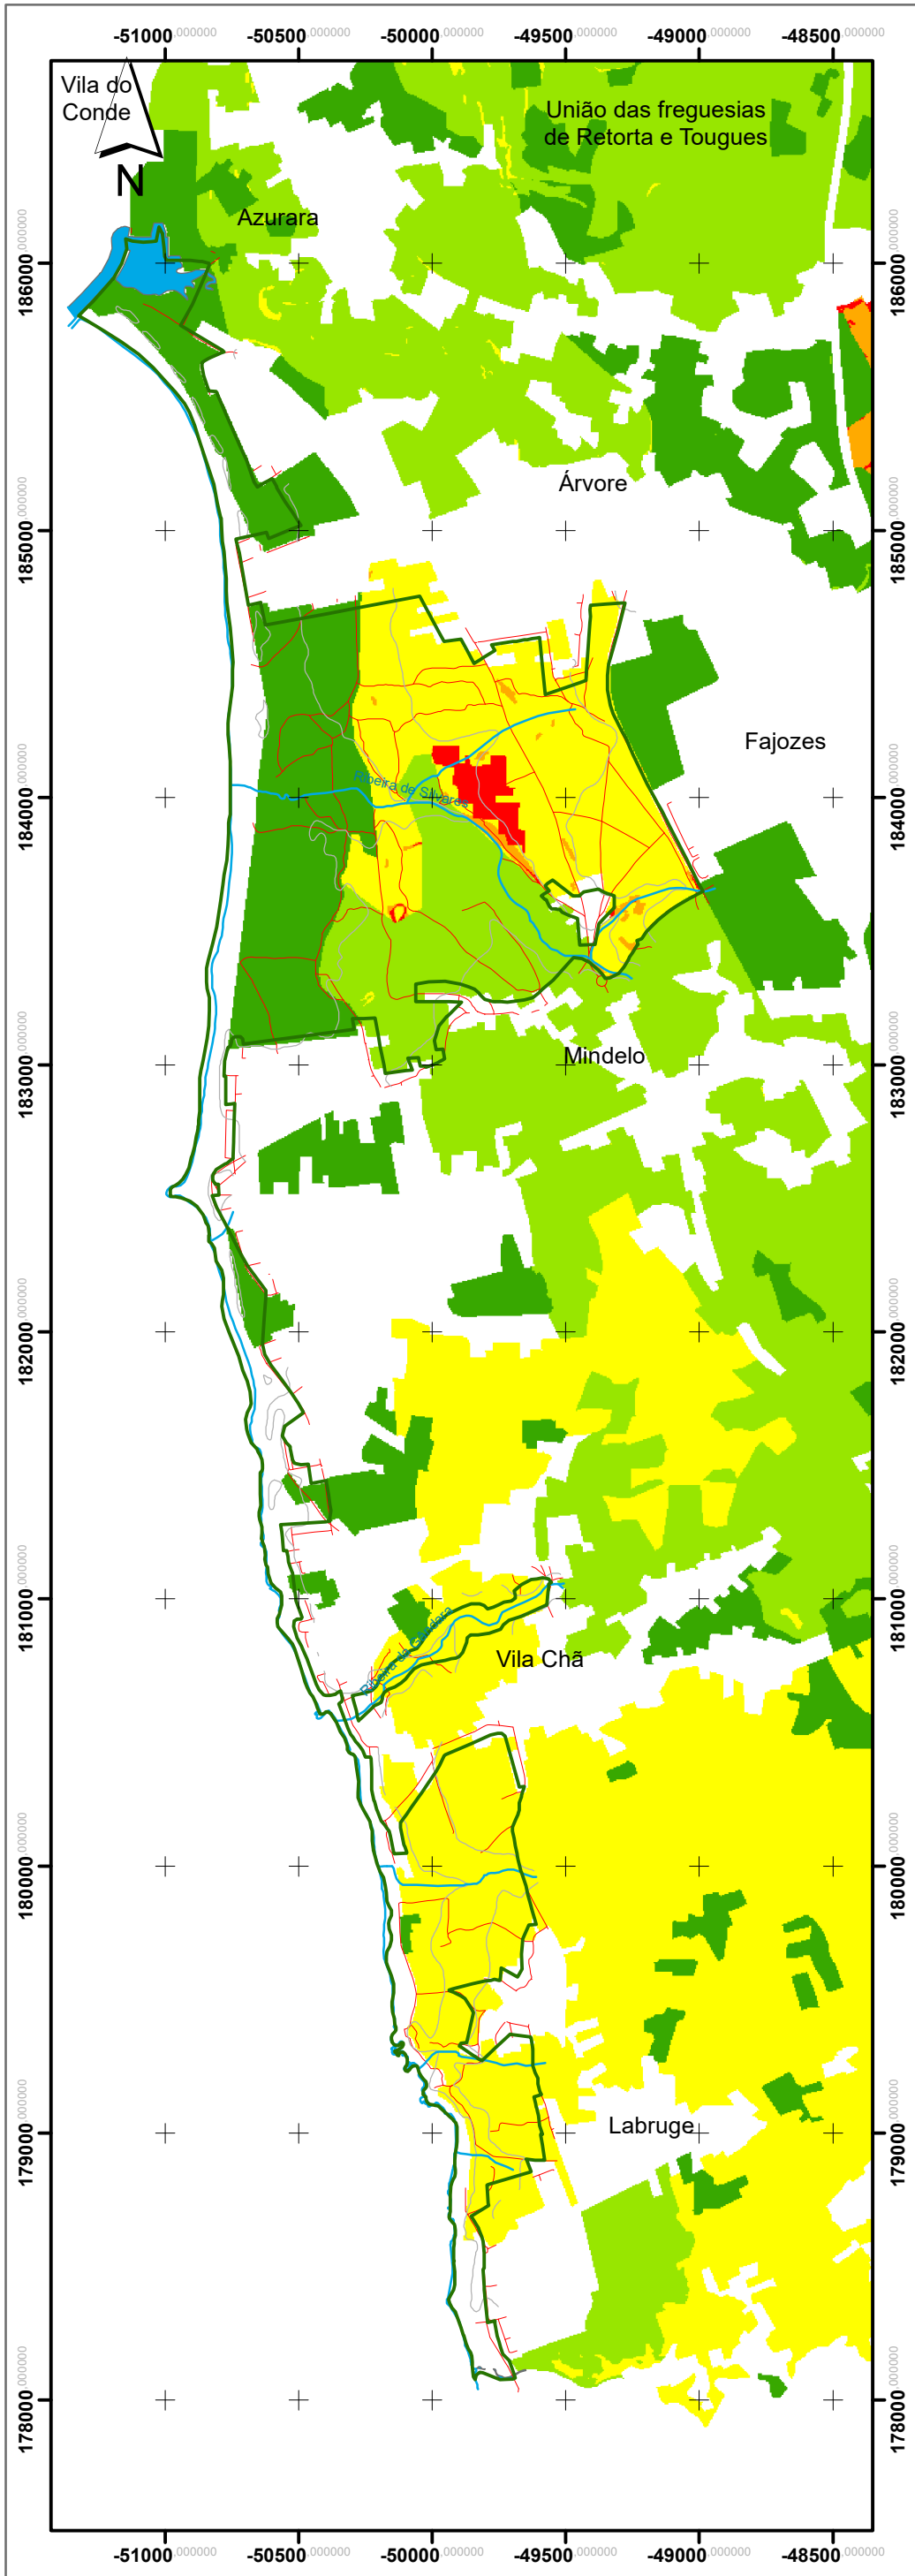 -51000,000000 -50500,000000 -50000,000000 -49500,000000 -49000,000000 -48500,000000
Vila do
Conde
União das freguesias
de Retorta e Tougues
N
Azurara
186000,000000 186000,000000
Árvore
185000,000000 185000,000000
Fajozes
Ribeira de Silvares
184000,000000 184000,000000
Mindelo
183000,000000 183000,000000
182000,000000 182000,000000
181000,000000 181000,000000
Ribeira da
Vila Chã
180000,000000 180000,000000
Labruge
179000,000000 179000,000000
178000,000000 178000,000000
-51000,000000 -50500,000000 -50000,000000 -49500,000000 -49000,000000 -48500,000000